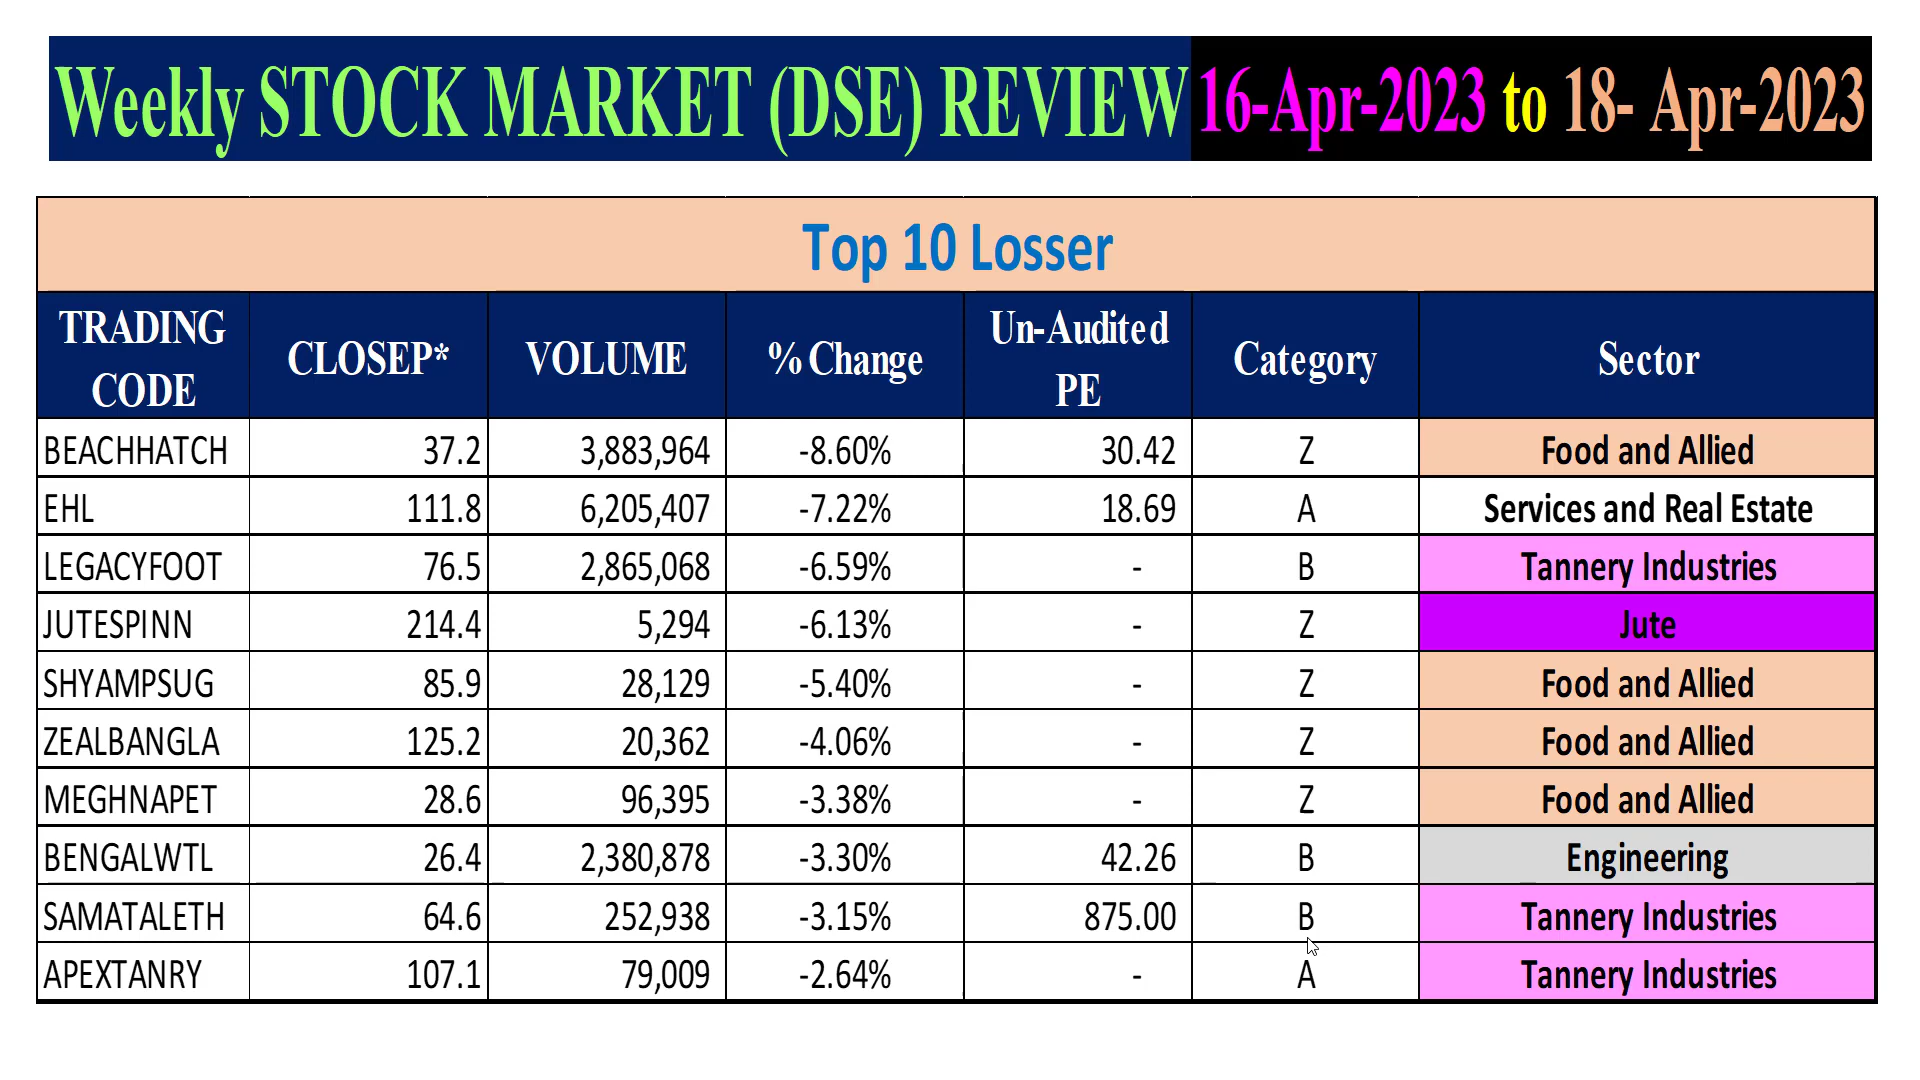 Weekly STOCK MARKET (DSE) REVIEW 16-Apr-2023 to 18- Apr-2023
Top 10 Losser
TRADING CODE CLOSEP* VOLUME % Change Un-Audited PE Category Sector
BEACHHATCH 37.2 3,883,964 -8.60% 30.42 Z Food and Allied
EHL 111.8 6,205,407 -7.22% 18.69 A Services and Real Estate
LEGACYFOOT 76.5 2,865,068 -6.59% - B Tannery Industries
JUTESPINN 214.4 5,294 -6.13% - Z Jute
SHYAMPSUG 85.9 28,129 -5.40% - Z Food and Allied
ZEALBANGLA 125.2 20,362 -4.06% - Z Food and Allied
MEGHNAPET 28.6 96,395 -3.38% - Z Food and Allied
BENGALWTL 26.4 2,380,878 -3.30% 42.26 B Engineering
SAMATALETH 64.6 252,938 -3.15% 875.00 B Tannery Industries
APEXTANRY 107.1 79,009 -2.64% - A Tannery Industries